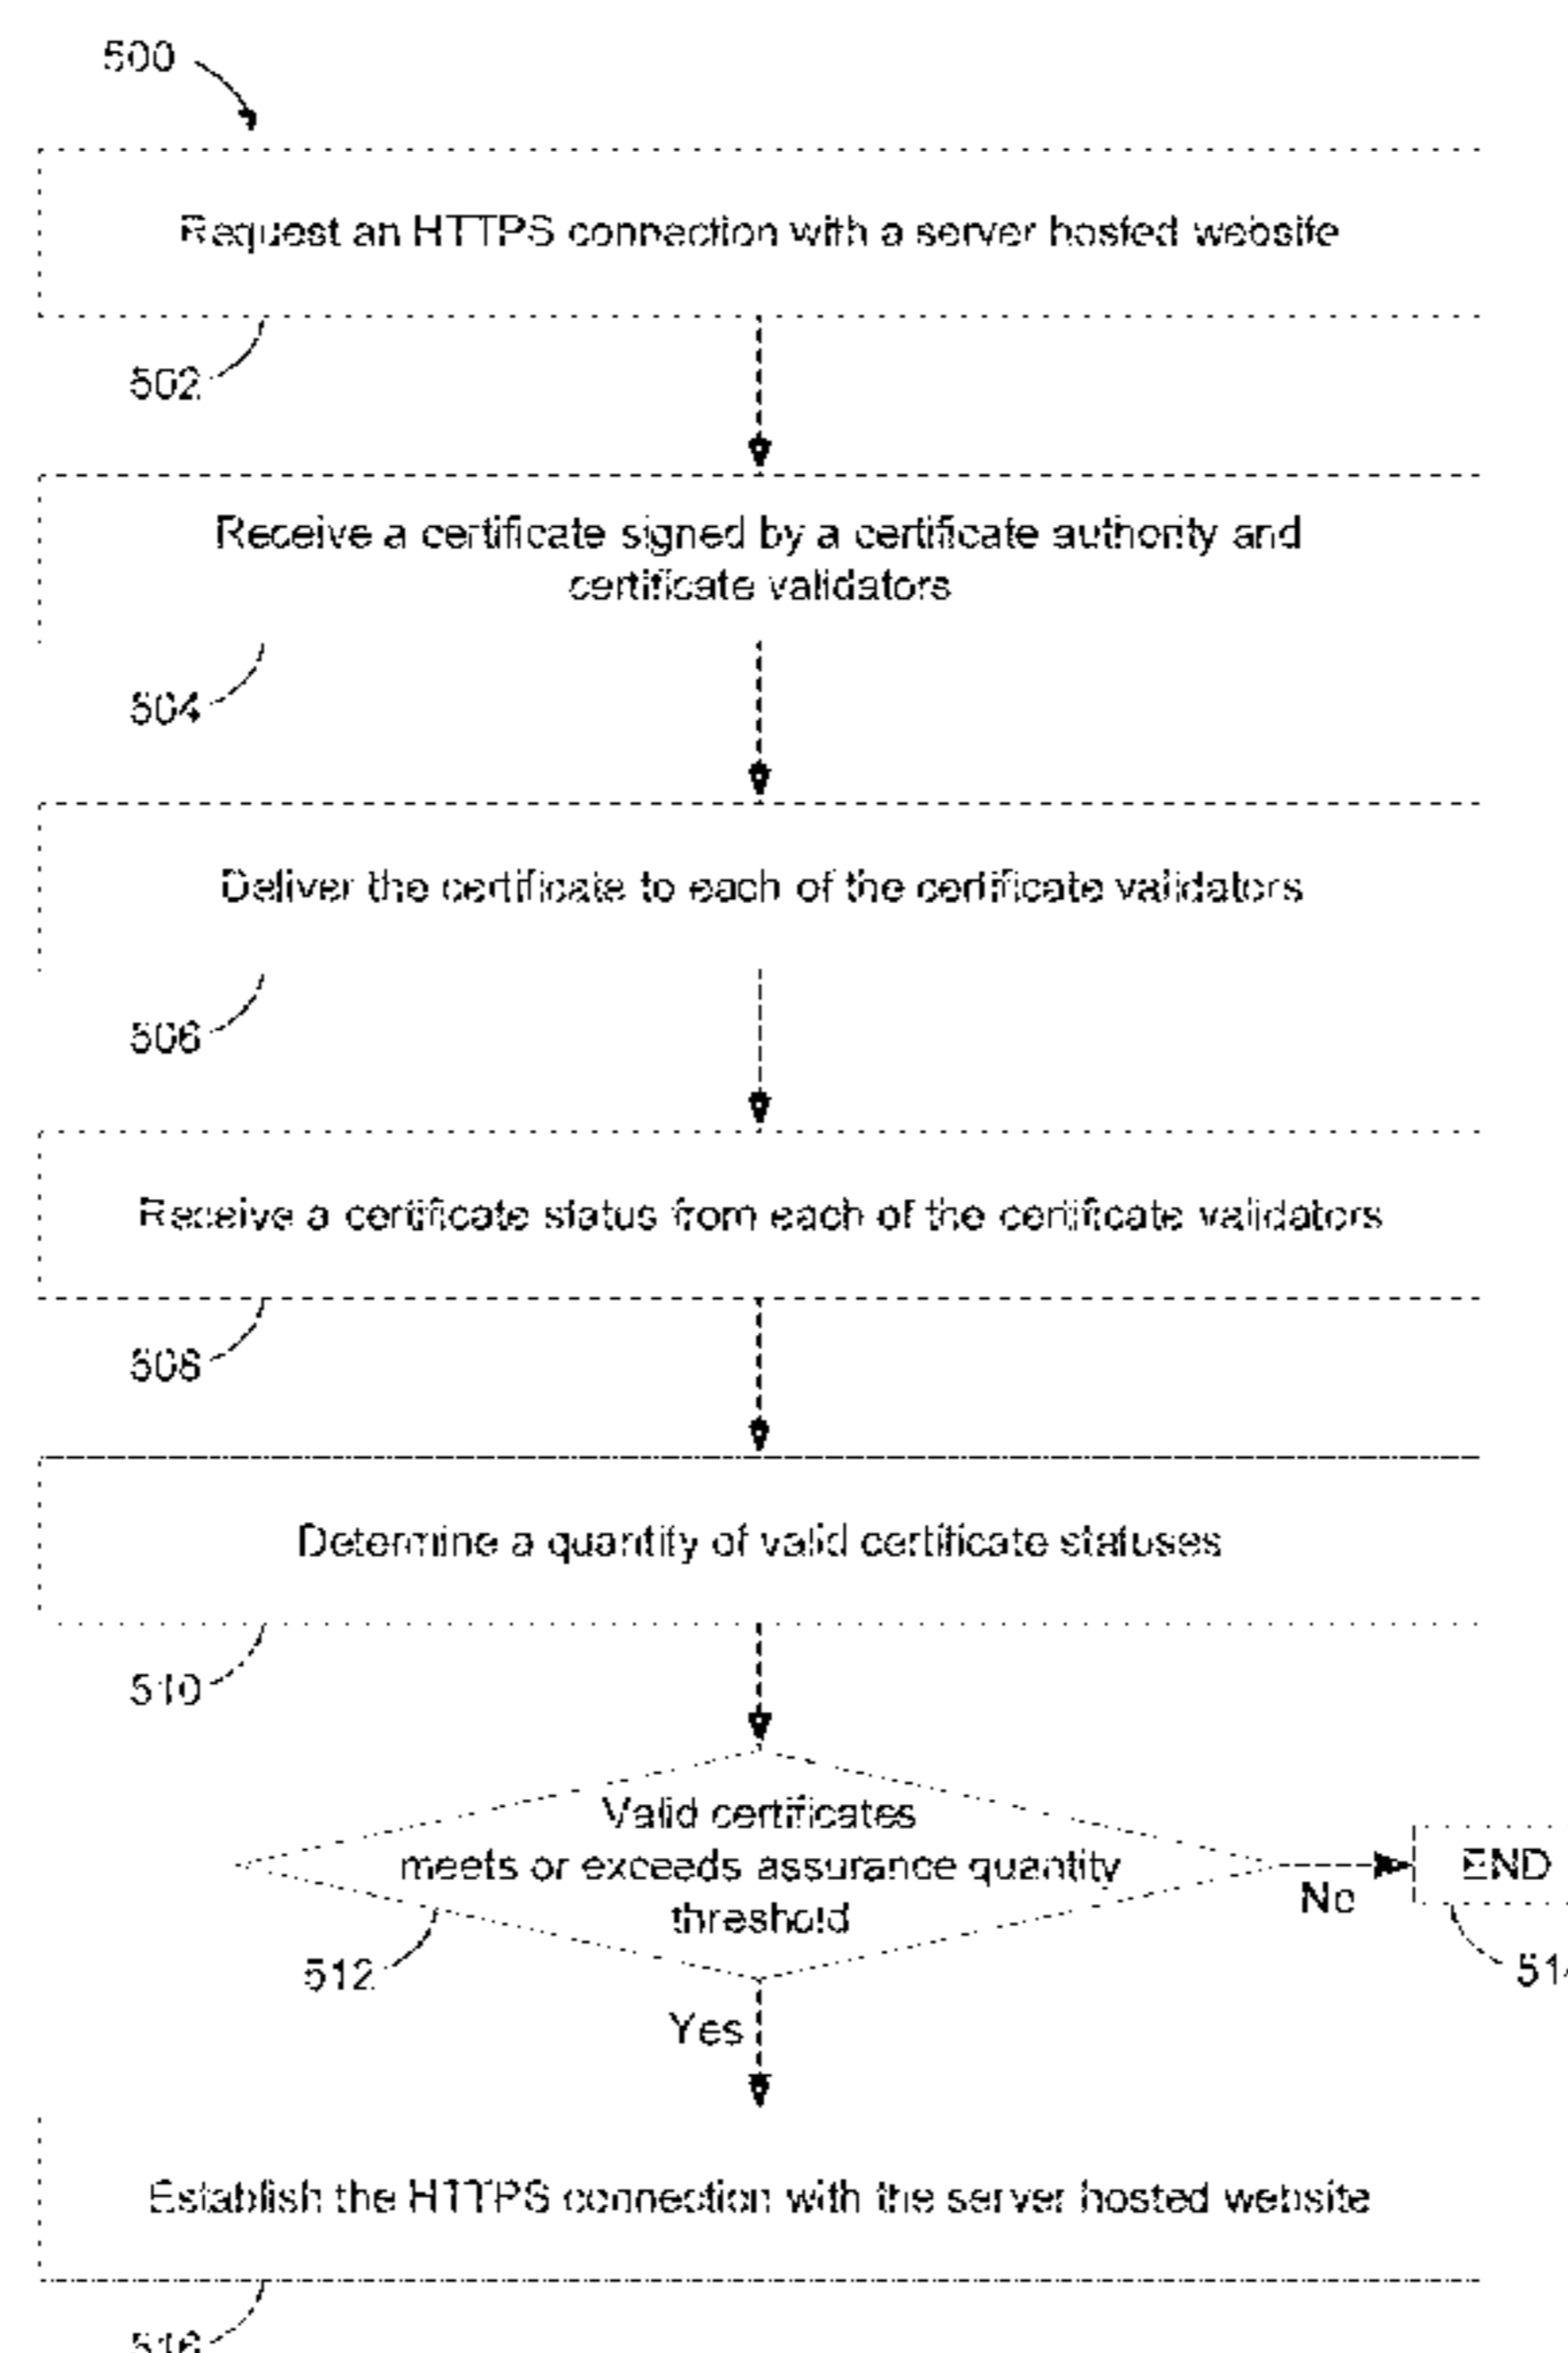 500
Request an HTTPS connection with a server hosted website
502
Receive a certificate signed by a certificate authority and
certificate validators
504
Deliver the certificate to each of the certificate validators
506
Receive a certificate status from each of the certificate validators
508
Determine a quantity of valid certificate statuses
510
Valid certificates
meets or exceeds assurance quantity
threshold
END
No
512
Yes
Establish the HTTPS connection with the server hosted website
516